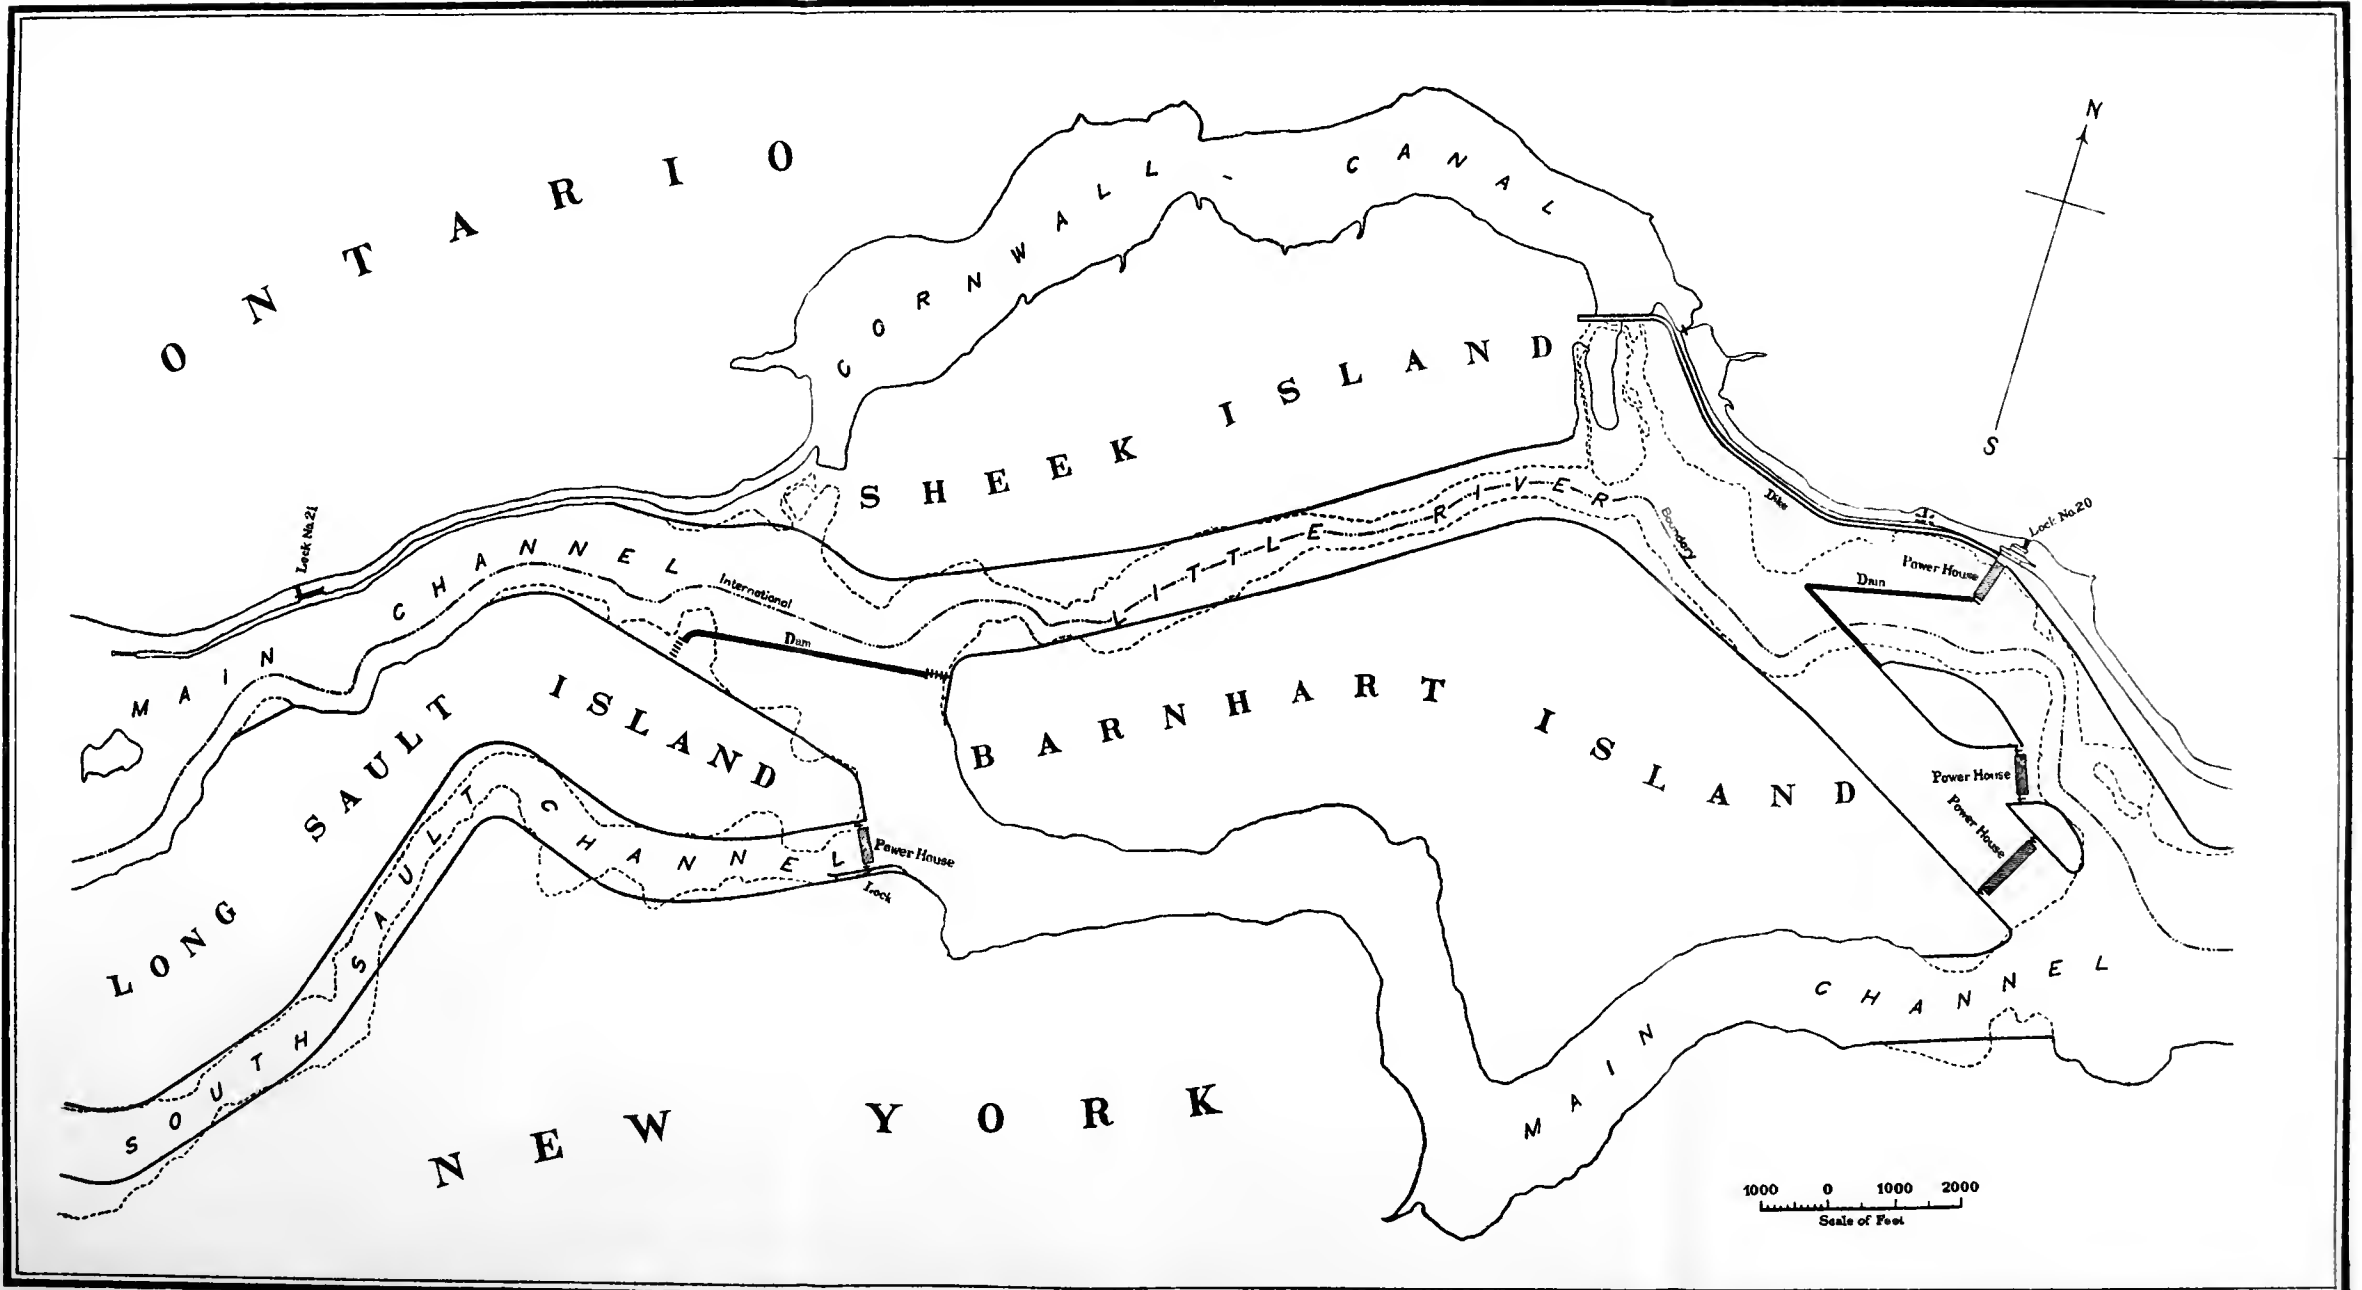 ONTARIO
CORNWALL CANAL
N
S
SHEEK ISLAND
Lock No. 21
MAIN CHANNEL
International
LITTLE RIVER
Boundary
Dike
Lock No. 20
Power House
Dam
Dam
LONG SAULT ISLAND
BARNHART ISLAND
Power House
Power House
SOUTH SAULT CHANNEL
Power House
Lock
MAIN CHANNEL
NEW YORK
1000 0 1000 2000
Scale of Feet